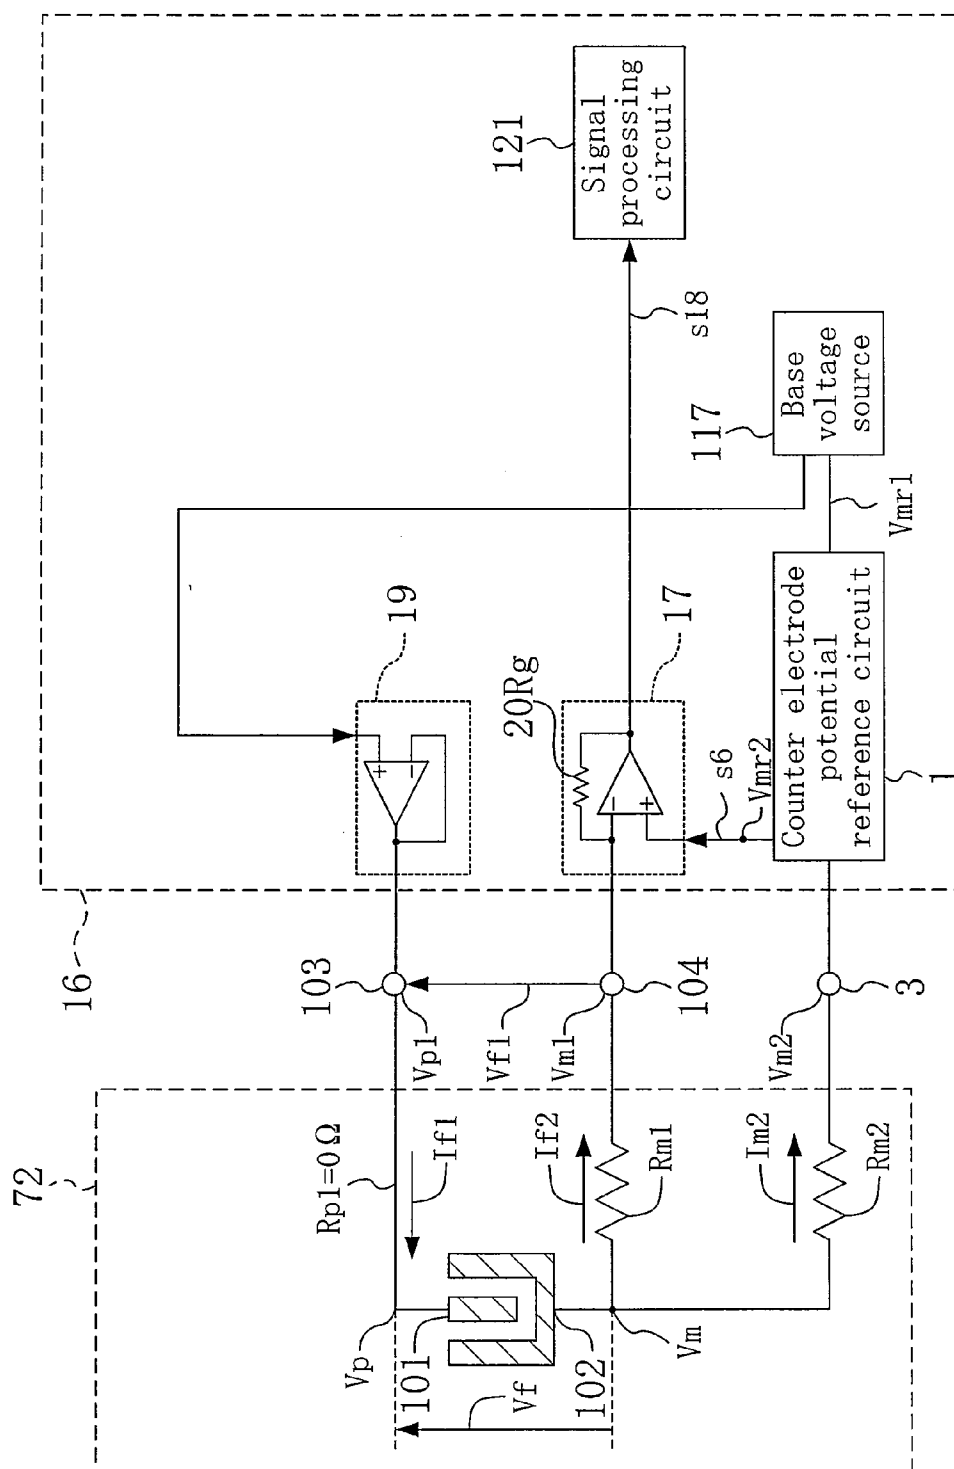 72
Vp
101
Vf
102
Vm
Rp1=0Ω
If1
If2
Rm1
Im2
Rm2
16
103
Vp1
Vf1
Vm1
104
Vm2
3
19
20Rg
17
s6
Vmr2
Counter electrode
potential
reference circuit
1
Vmr1
117
Base
voltage
source
s18
121
Signal
processing
circuit
+
−
−
+